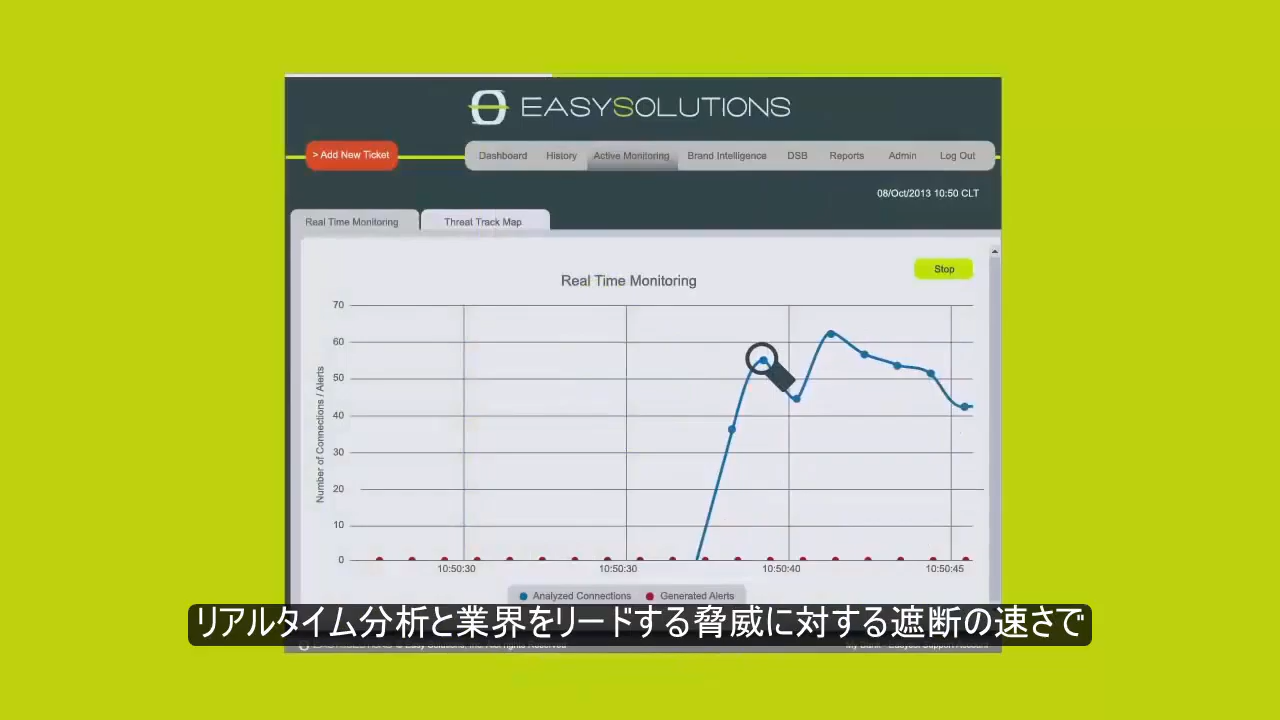 EASYSOLUTIONS
> Add New Ticket
Dashboard History Active Monitoring Brand Intelligence DSB Reports Admin Log Out
08/Oct/2013 10:50 CLT
Real Time Monitoring Threat Track Map
Stop
Real Time Monitoring
Number of Connections / Alerts
70
60
50
40
30
20
10
0
10:50:30 10:50:30 10:50:40 10:50:45
Analyzed Connections Generated Alerts
リアルタイム分析と業界をリードする脅威に対する遮断の速さで